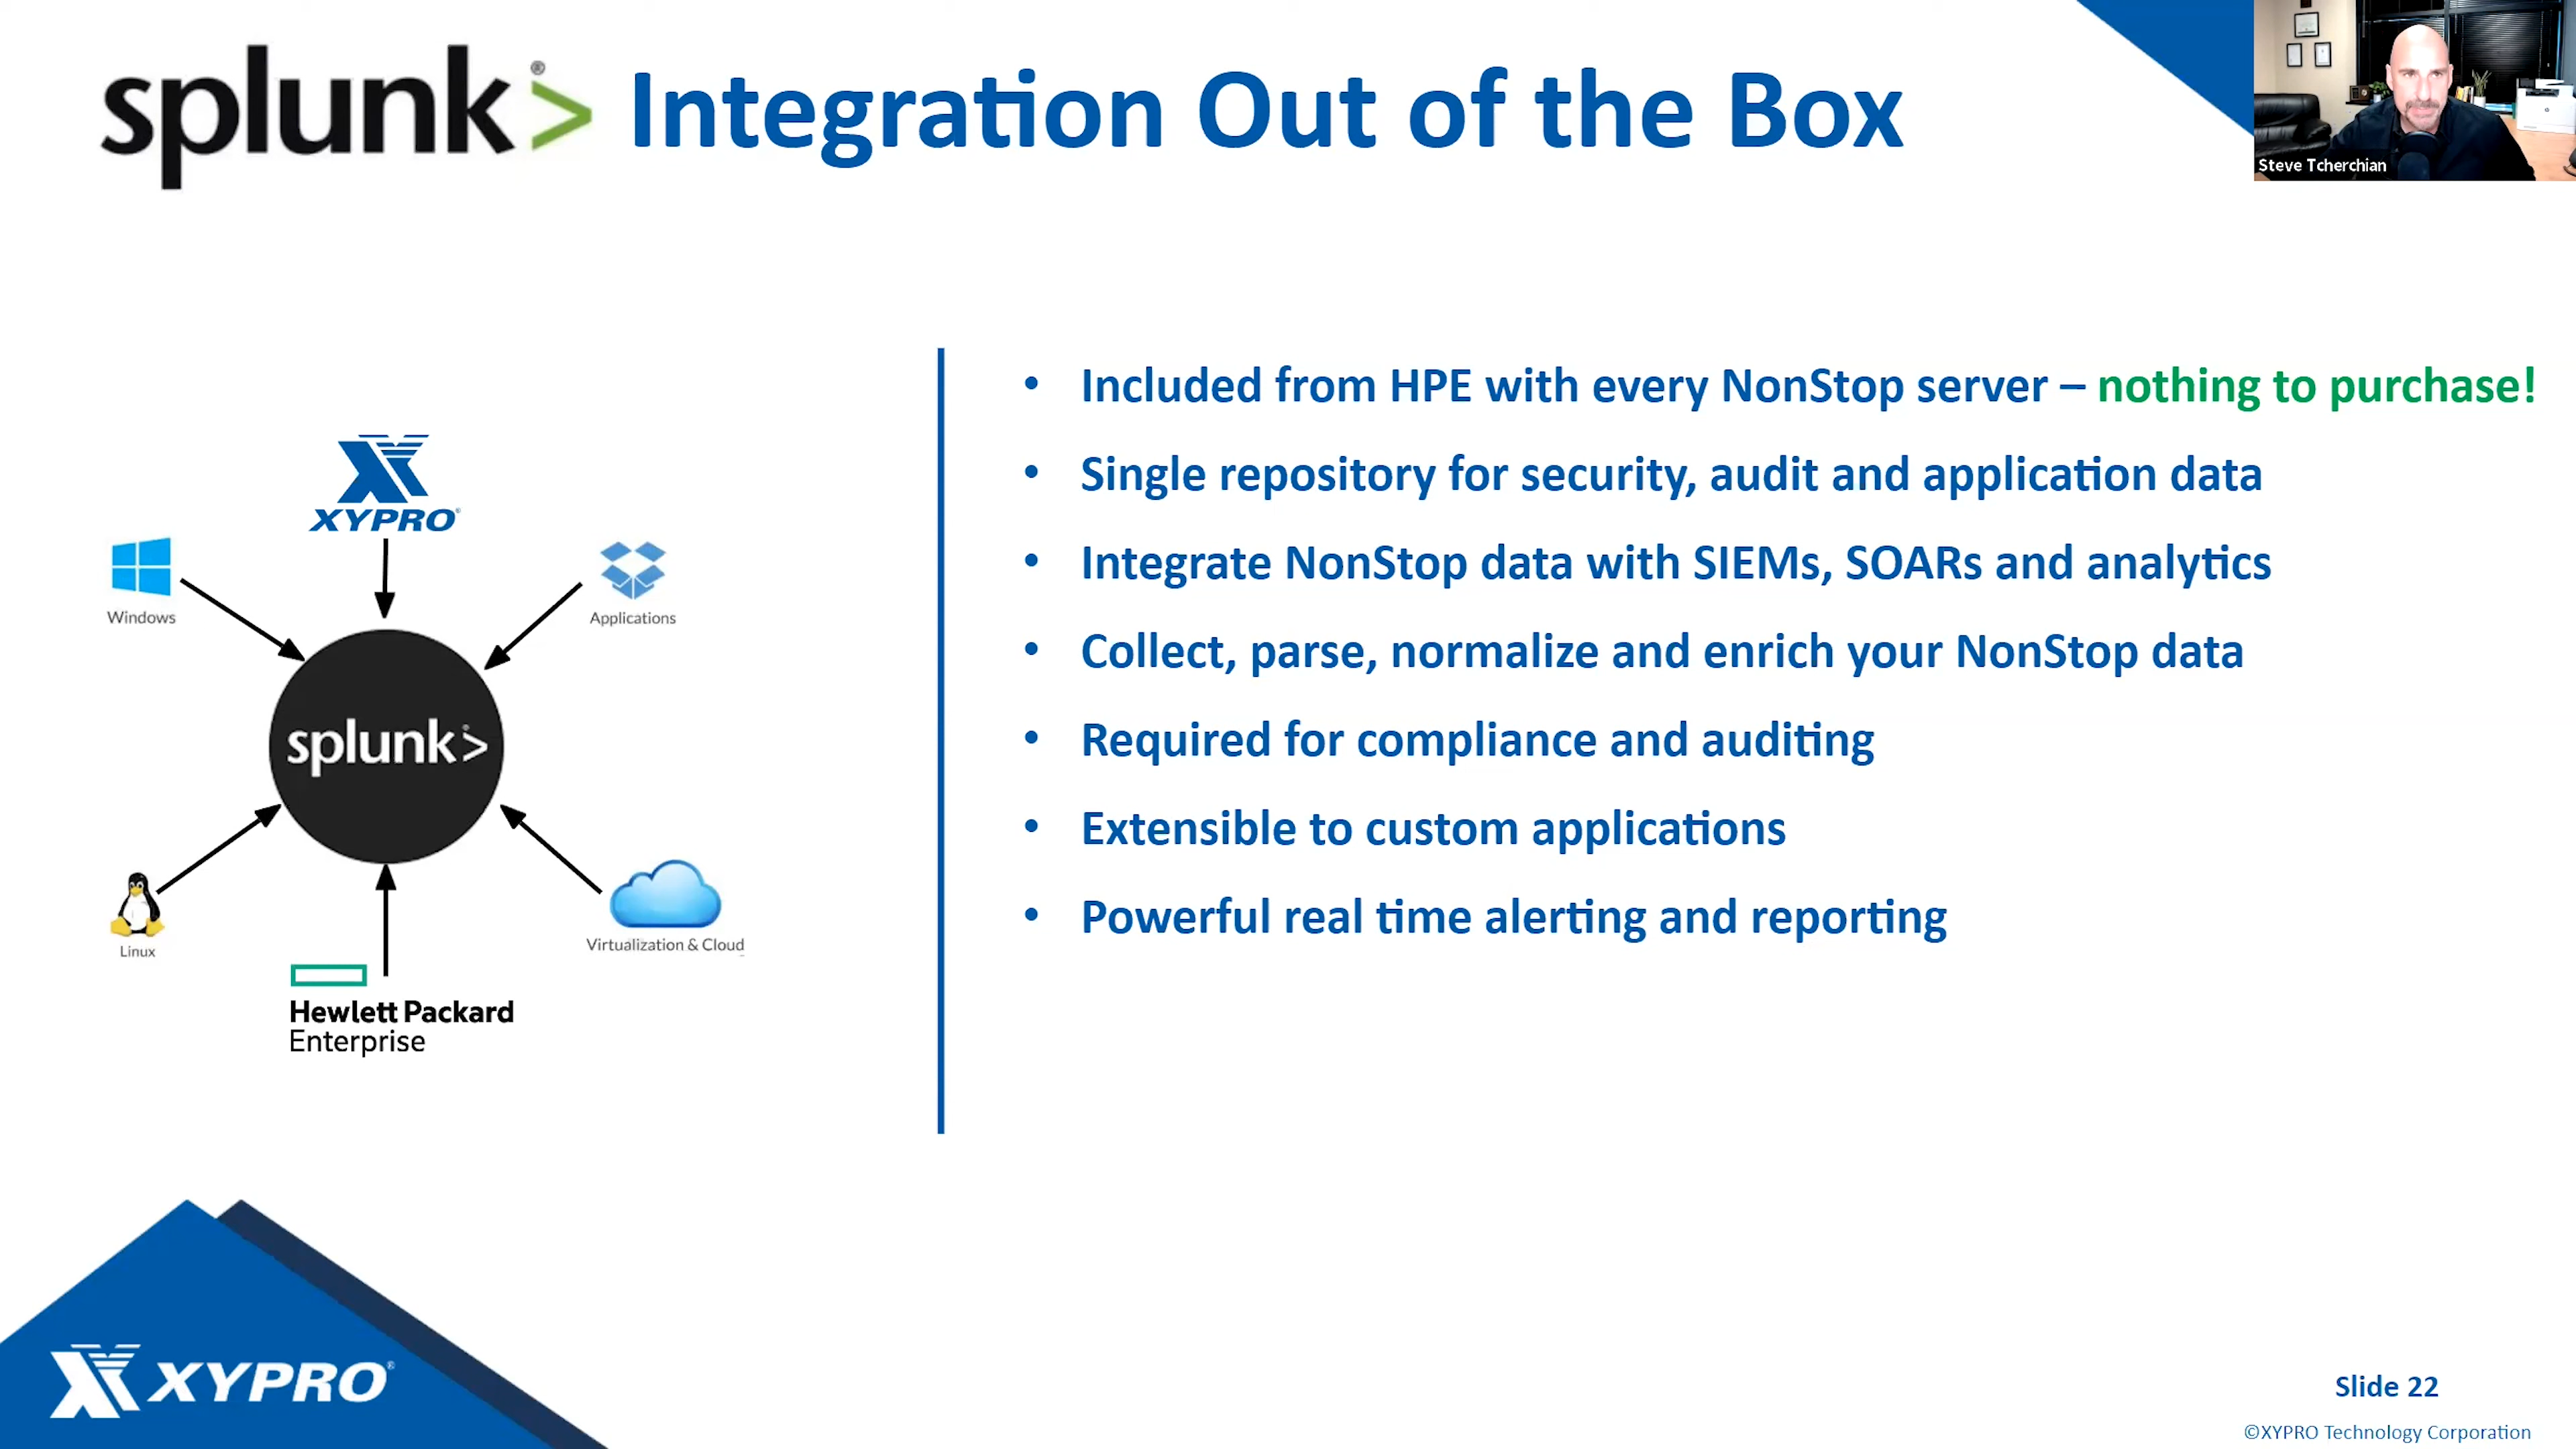 splunk>® Integration Out of the Box
Steve Tcherchian
• Included from HPE with every NonStop server – nothing to purchase!
• Single repository for security, audit and application data
• Integrate NonStop data with SIEMs, SOARs and analytics
• Collect, parse, normalize and enrich your NonStop data
• Required for compliance and auditing
• Extensible to custom applications
• Powerful real time alerting and reporting
XYPRO®
Windows
Applications
splunk>
Linux
Virtualization & Cloud
Hewlett Packard
Enterprise
XYPRO®
Slide 22
©XYPRO Technology Corporation